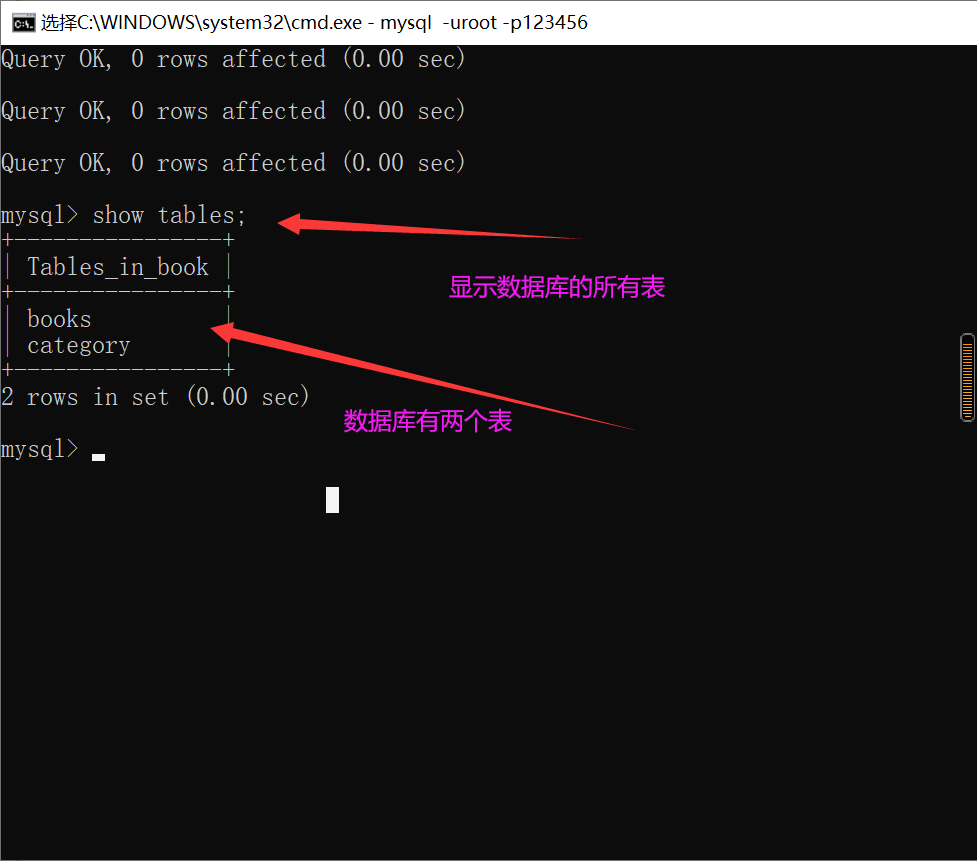 选择C:\WINDOWS\system32\cmd.exe - mysql  -uroot -p123456
Query OK, 0 rows affected (0.00 sec)
Query OK, 0 rows affected (0.00 sec)
Query OK, 0 rows affected (0.00 sec)
mysql> show tables;
+----------------+
| Tables_in_book |
显示数据库的所有表
+----------------+
| books          |
| category       |
+----------------+
2 rows in set (0.00 sec)
数据库有两个表
mysql>